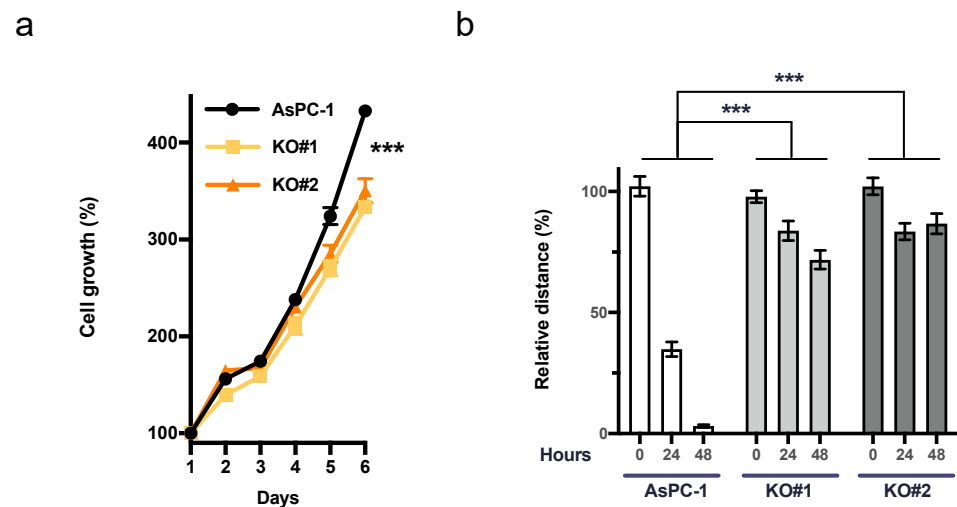 a
b
AsPC-1
KO#1
KO#2
***
Cell growth (%)
400
300
200
100
1 2 3 4 5 6
Days
***
***
Relative distance (%)
100
50
0
Hours
0 24 48 0 24 48 0 24 48
AsPC-1 KO#1 KO#2